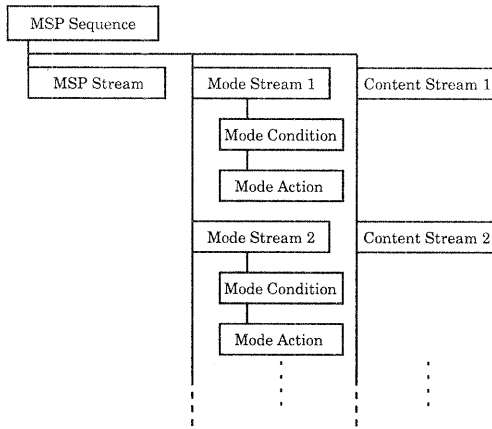 MSP Sequence
MSP Stream
Mode Stream 1
Content Stream 1
Mode Condition
Mode Action
Mode Stream 2
Content Stream 2
Mode Condition
Mode Action